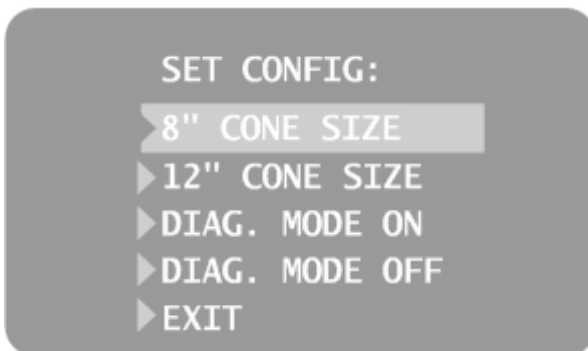 SET CONFIG:
8" CONE SIZE
12" CONE SIZE
DIAG. MODE ON
DIAG. MODE OFF
EXIT